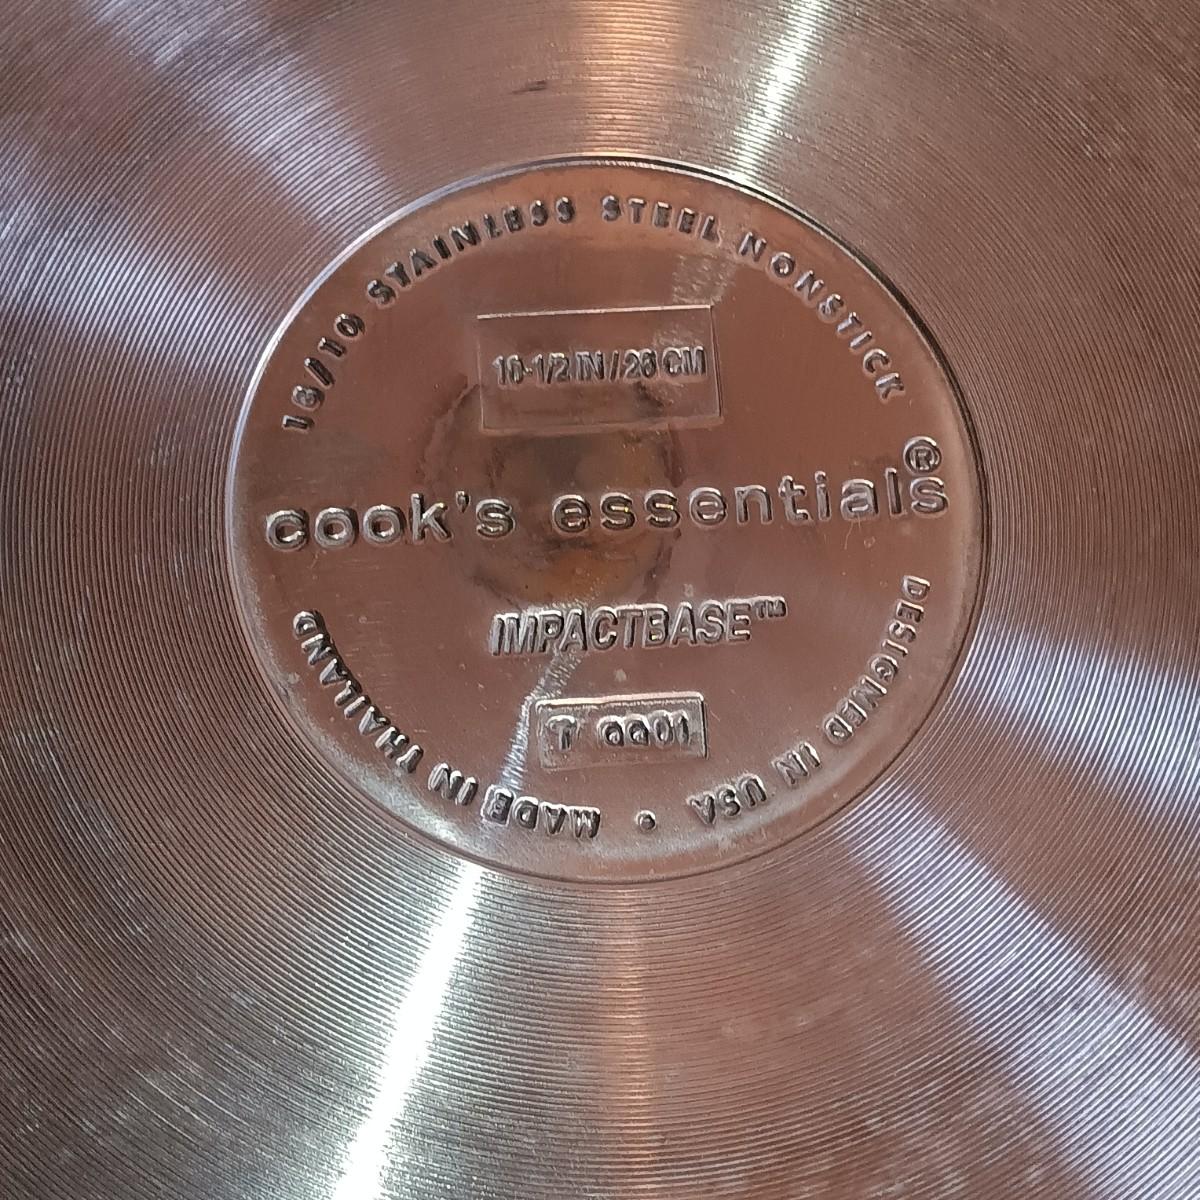 18/10 STAINLESS STEEL NONSTICK
10-1/2 IN / 26 CM
cook's essentials®
IMPACTBASE™
T 0001
DESIGNED IN USA • MADE IN THAILAND